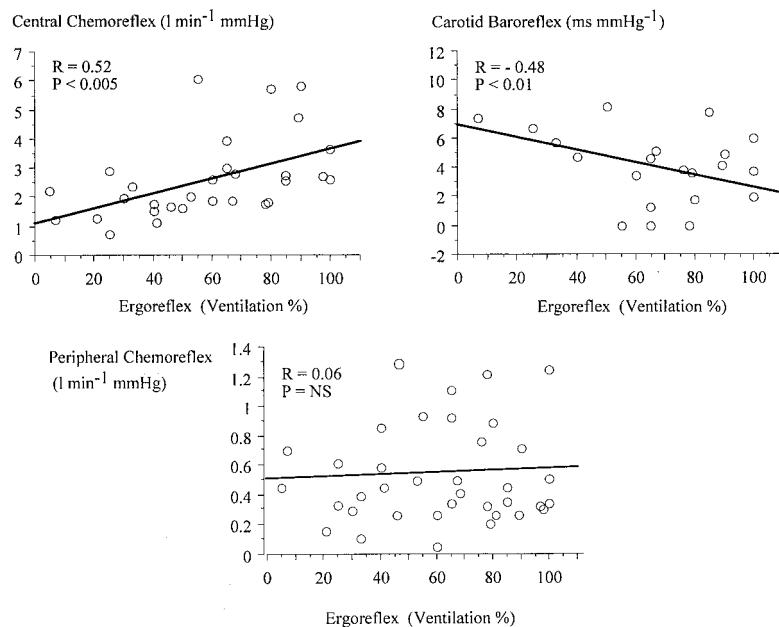 Central Chemoreflex (l min-1 mmHg)
7
6
5
4
3
2
1
0
R = 0.52
P < 0.005
0 20 40 60 80 100
Ergoreflex (Ventilation %)
Carotid Baroreflex (ms mmHg-1)
12
10
8
6
4
2
0
-2
R = - 0.48
P < 0.01
0 20 40 60 80 100
Ergoreflex (Ventilation %)
Peripheral Chemoreflex
(l min-1 mmHg)
1.4
1.2
1
0.8
0.6
0.4
0.2
0
R = 0.06
P = NS
0 20 40 60 80 100
Ergoreflex (Ventilation %)